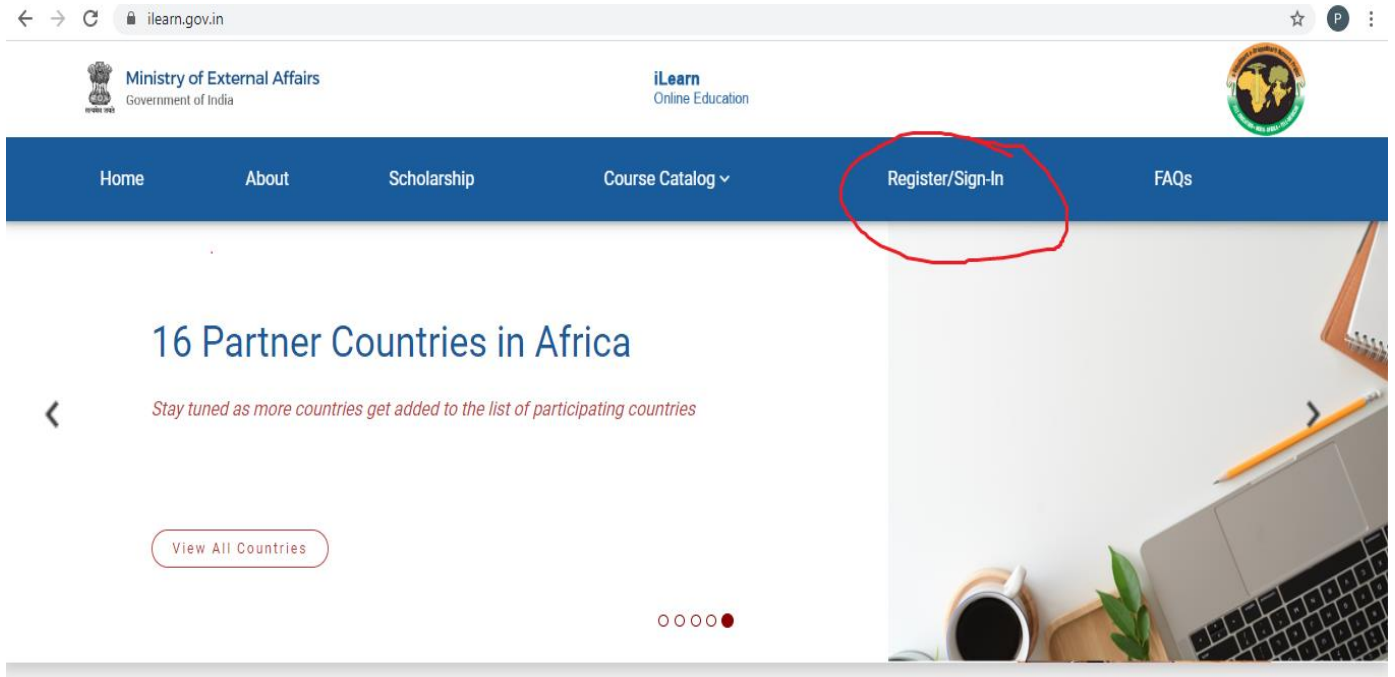 ilearn.gov.in
P
Ministry of External Affairs
Government of India
iLearn
Online Education
Home
About
Scholarship
Course Catalog
Register/Sign-In
FAQs
16 Partner Countries in Africa
Stay tuned as more countries get added to the list of participating countries
View All Countries